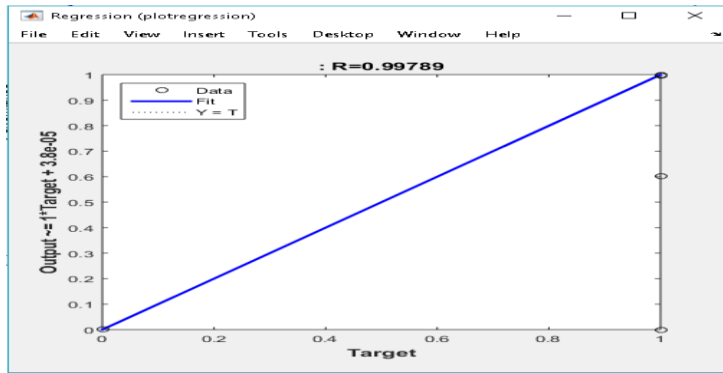 Regression (plotregression)
File Edit View Insert Tools Desktop Window Help
: R=0.99789
Data
Fit
Y = T
1
0.9
0.8
0.7
0.6
0.5
0.4
0.3
0.2
0.1
0
Output ~= 1*Target + 3.8e-05
0 0.2 0.4 0.6 0.8 1
Target